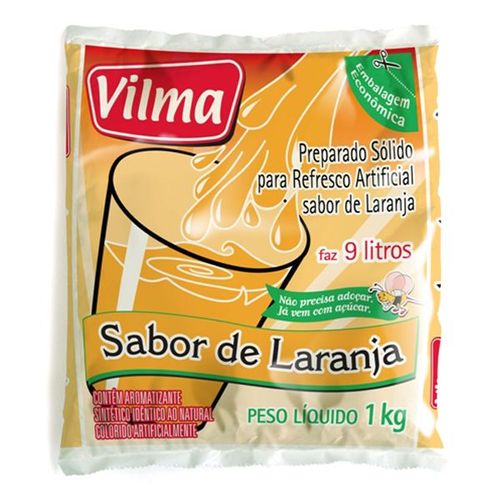 Vilma
Embalagem
Econômica
Preparado Sólido
para Refresco Artificial
sabor de Laranja
faz 9 litros
Não precisa adoçar.
Já vem com açúcar.
Sabor de Laranja
CONTÉM AROMATIZANTE
SINTÉTICO IDÊNTICO AO NATURAL
COLORIDO ARTIFICIALMENTE
PESO LÍQUIDO 1 kg